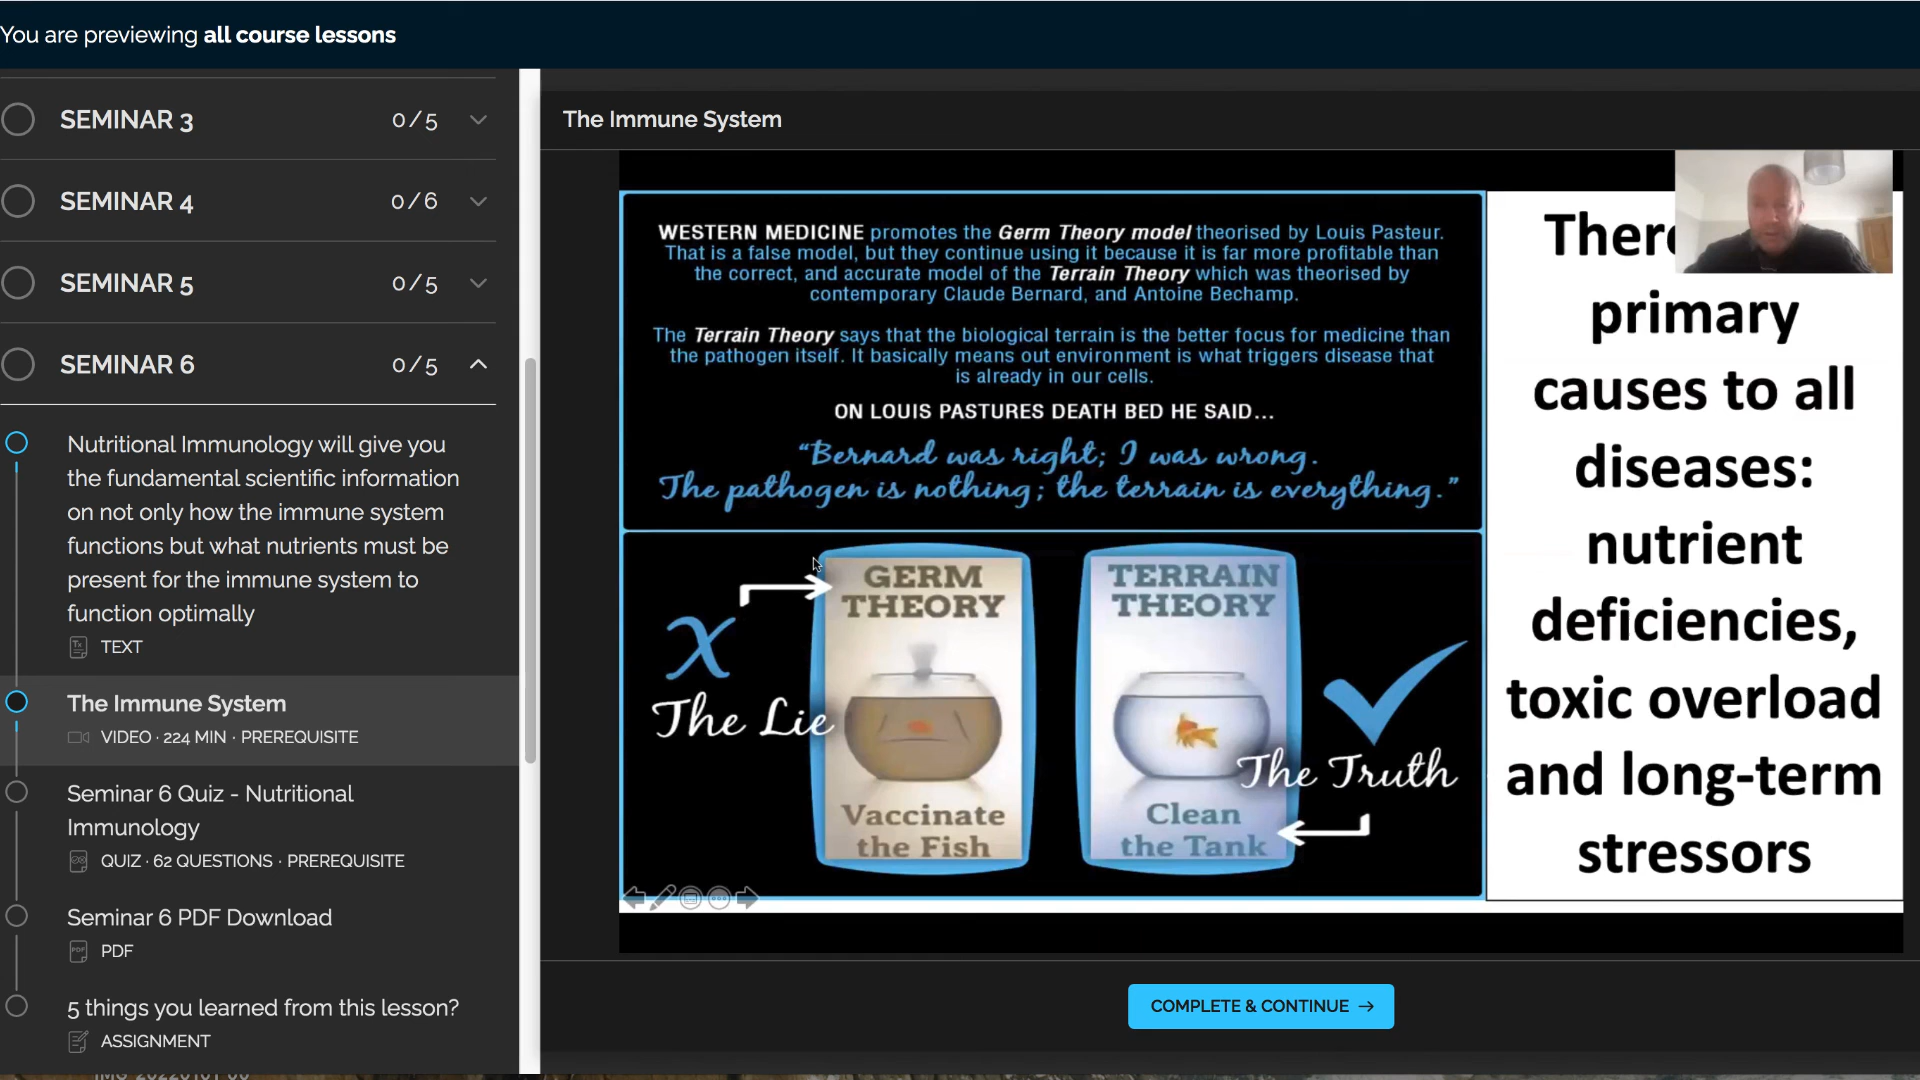 You are previewing all course lessons
SEMINAR 3 0/5
SEMINAR 4 0/6
SEMINAR 5 0/5
SEMINAR 6 0/5
Nutritional Immunology will give you
the fundamental scientific information
on not only how the immune system
functions but what nutrients must be
present for the immune system to
function optimally
TEXT
The Immune System
VIDEO · 224 MIN · PREREQUISITE
Seminar 6 Quiz - Nutritional
Immunology
QUIZ · 62 QUESTIONS · PREREQUISITE
Seminar 6 PDF Download
PDF
5 things you learned from this lesson?
ASSIGNMENT
The Immune System
WESTERN MEDICINE promotes the Germ Theory model theorised by Louis Pasteur.
That is a false model, but they continue using it because it is far more profitable than
the correct, and accurate model of the Terrain Theory which was theorised by
contemporary Claude Bernard, and Antoine Bechamp.
The Terrain Theory says that the biological terrain is the better focus for medicine than
the pathogen itself. It basically means out environment is what triggers disease that
is already in our cells.
ON LOUIS PASTURES DEATH BED HE SAID...
“Bernard was right; I was wrong.
The pathogen is nothing; the terrain is everything.”
X
The Lie
GERM
THEORY
Vaccinate
the Fish
TERRAIN
THEORY
Clean
the Tank
The Truth
primary
causes to all
diseases:
nutrient
deficiencies,
toxic overload
and long-term
stressors
COMPLETE & CONTINUE →